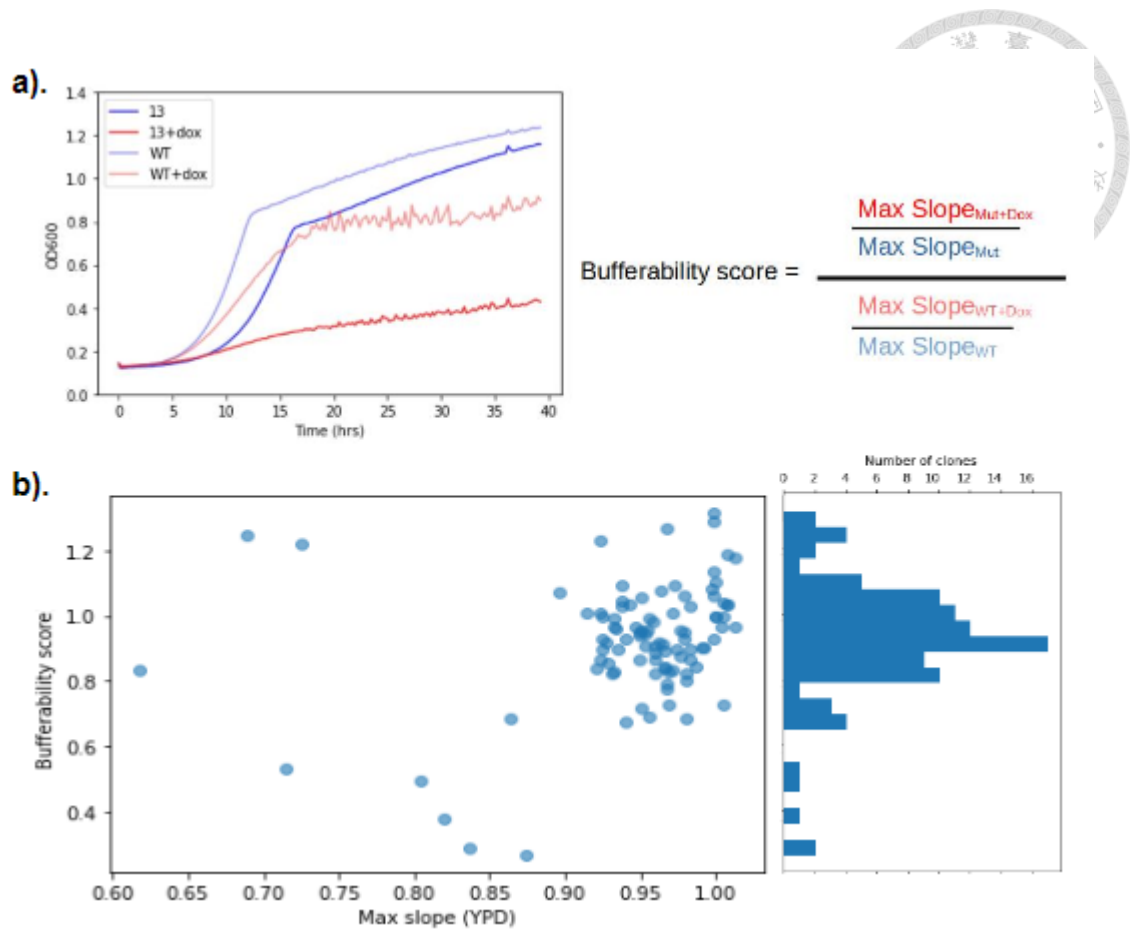 a).
1.4
1.2
1.0
0.8
0.6
0.4
0.2
0.0
OD600
13
13+dox
WT
WT+dox
0 5 10 15 20 25 30 35 40
Time (hrs)
Bufferability score =
Max Slope Mut+Dox
Max Slope Mut
Max Slope WT+Dox
Max Slope WT
b).
1.2
1.0
0.8
0.6
0.4
Bufferability score
0.60 0.65 0.70 0.75 0.80 0.85 0.90 0.95 1.00
Max slope (YPD)
Number of clones
0 2 4 6 8 10 12 14 16